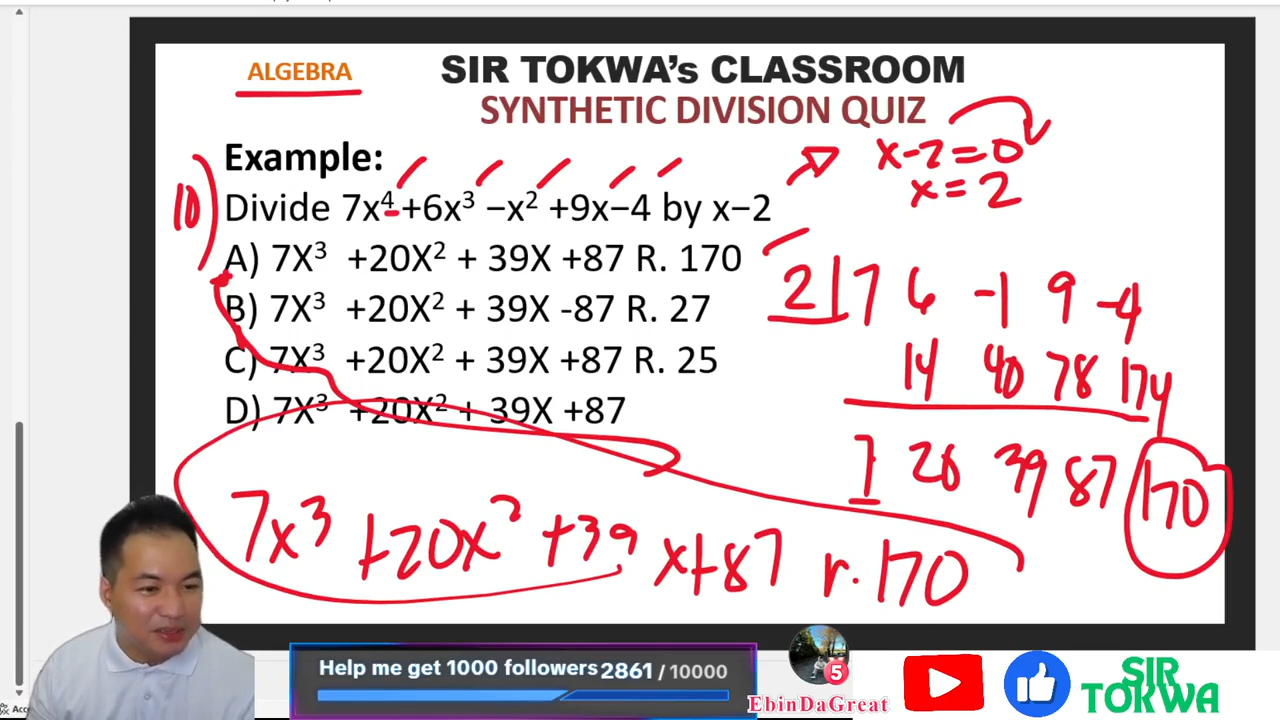 ALGEBRA
SIR TOKWA's CLASSROOM
SYNTHETIC DIVISION QUIZ
Example:
x-2=0
x=2
10)
Divide 7x⁴ +6x³ −x² +9x−4 by x−2
A) 7X³ +20X² + 39X +87 R. 170
B) 7X³ +20X² + 39X -87 R. 27
C) 7X³ +20X² + 39X +87 R. 25
D) 7X³ +20X² + 39X +87
2 7 6 -1 9 -4
14 40 78 174
7 20 39 87 170
7x³ +20x² +39x+87 r. 170
Help me get 1000 followers 2861 / 10000
5
EbinDaGreat
SIR
TOKWA